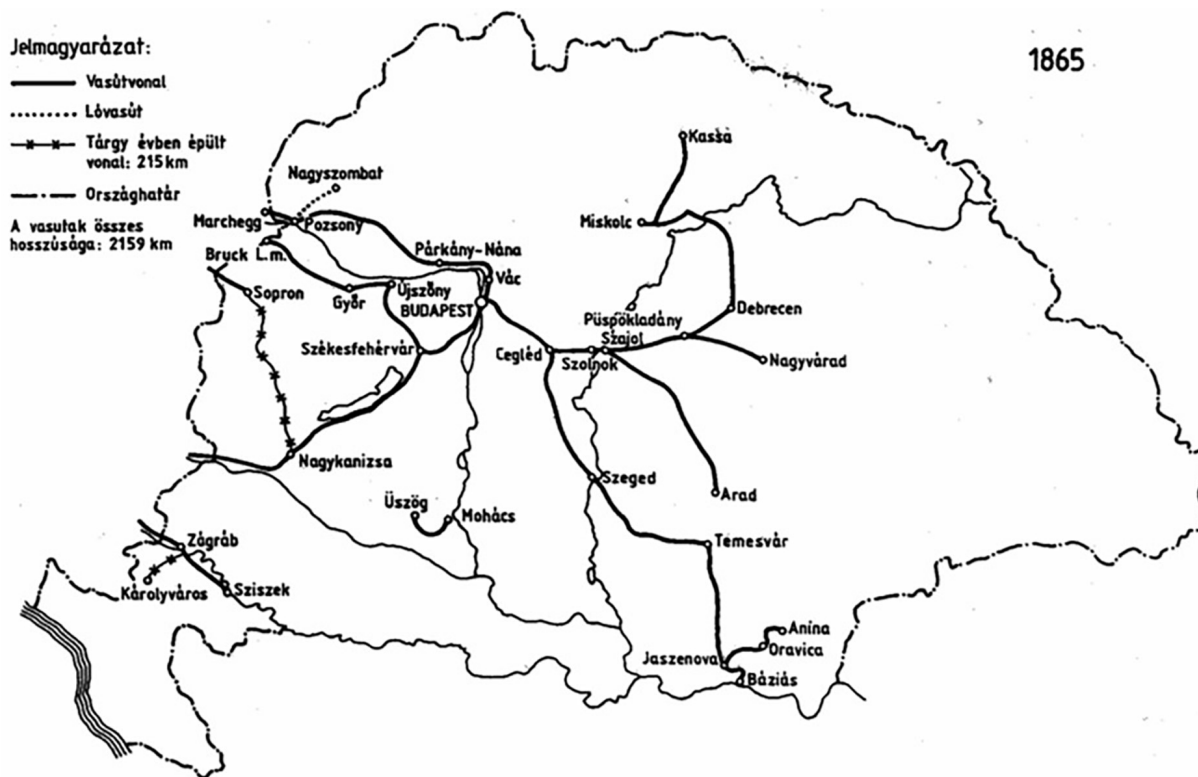 Jelmagyarázat:
Vasútvonal
Lóvasút
Tárgy évben épült
vonal: 215 km
Országhatár
A vasutak összes
hosszúsága: 2159 km
1865
Kassa
Nagyszombat
Marchegg
Pozsony
Miskolc
Bruck L.m.
Párkány-Nána
Vác
Sopron
Győr
Újszőny
BUDAPEST
Püspökladány
Debrecen
Székesfehérvár
Cegléd
Szajol
Szolnok
Nagyvárad
Nagykanizsa
Szeged
Arad
Üszög
Mohács
Temesvár
Zágráb
Károlyváros
Sziszek
Anina
Oravica
Jaszenova
Báziás